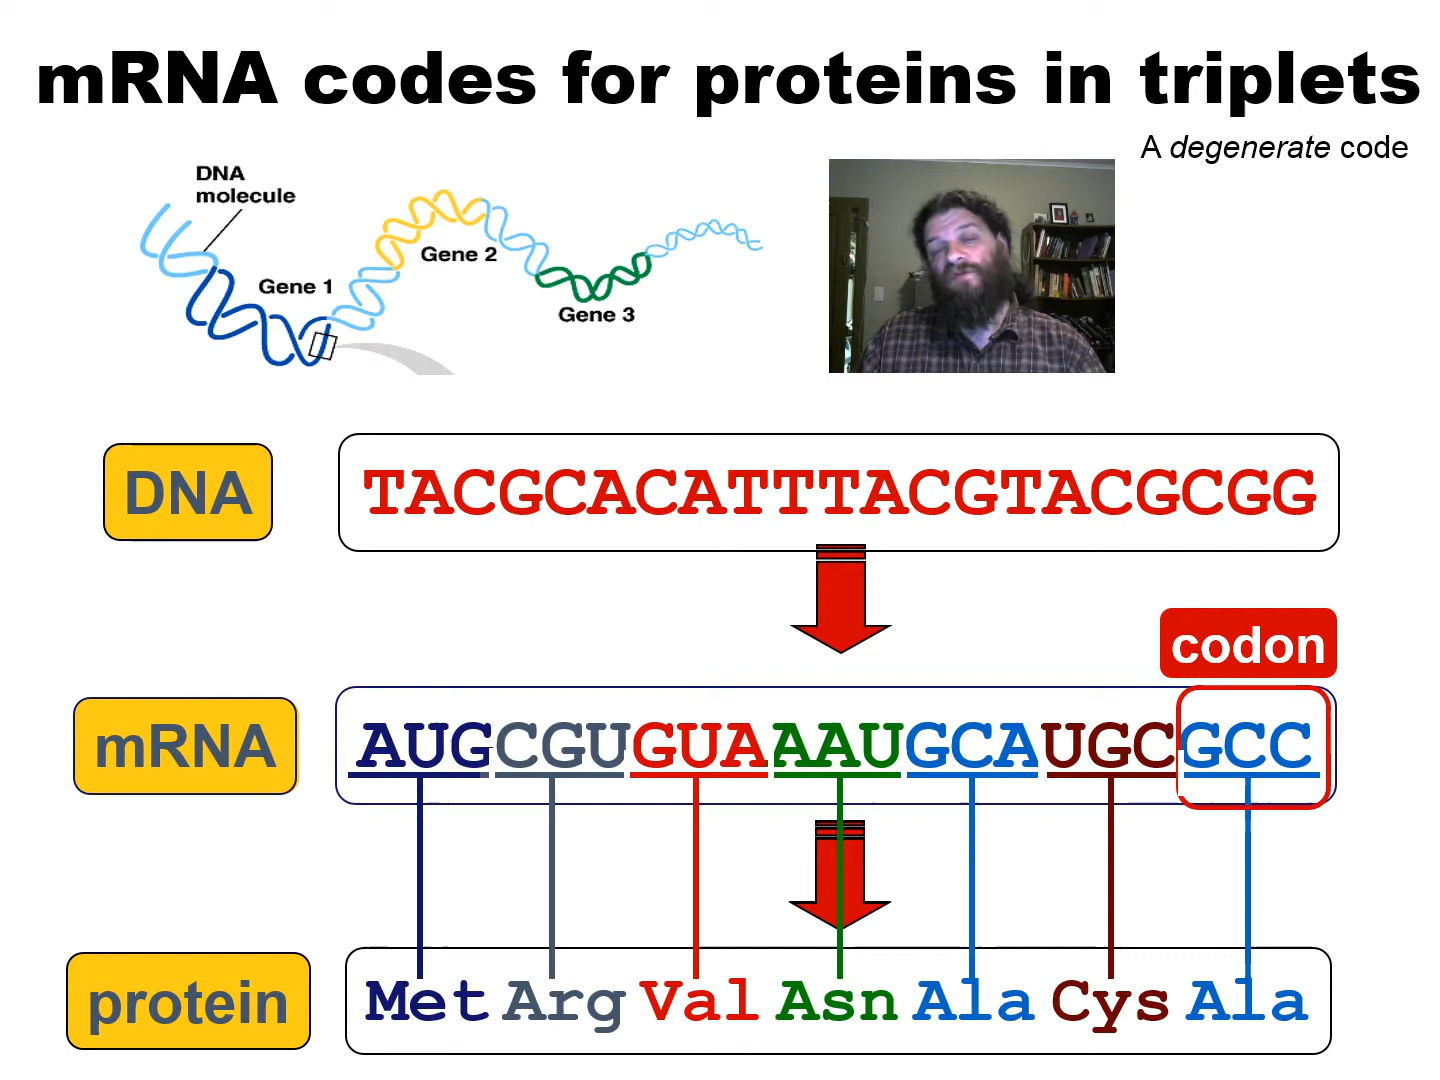 mRNA codes for proteins in triplets
A degenerate code
DNA
molecule
Gene 1
Gene 2
Gene 3
DNA
TACGCACATTTACGTACGCGG
codon
mRNA
AUGCGUGUAAAUGCAUGCGCC
protein
Met Arg Val Asn Ala Cys Ala